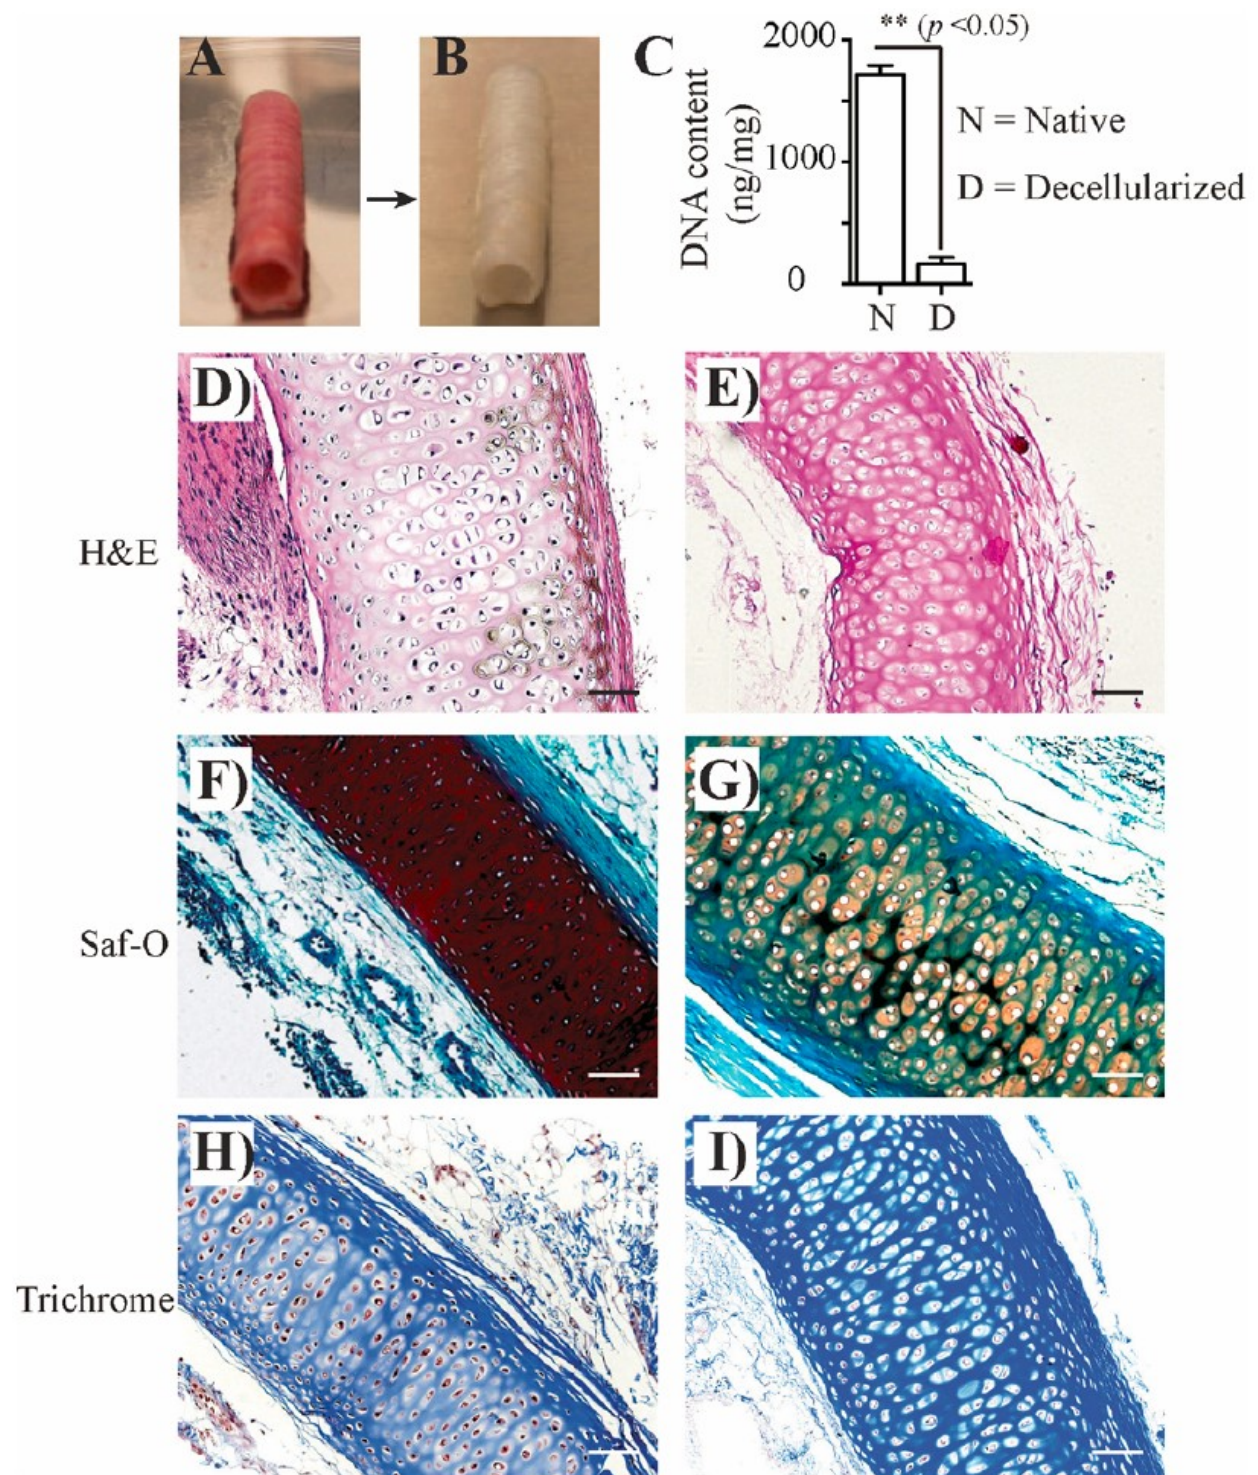 A
B
C
** (p <0.05)
2000
1000
0
DNA content
(ng/mg)
N = Native
D = Decellularized
N D
D)
E)
H&E
F)
G)
Saf-O
H)
I)
Trichrome